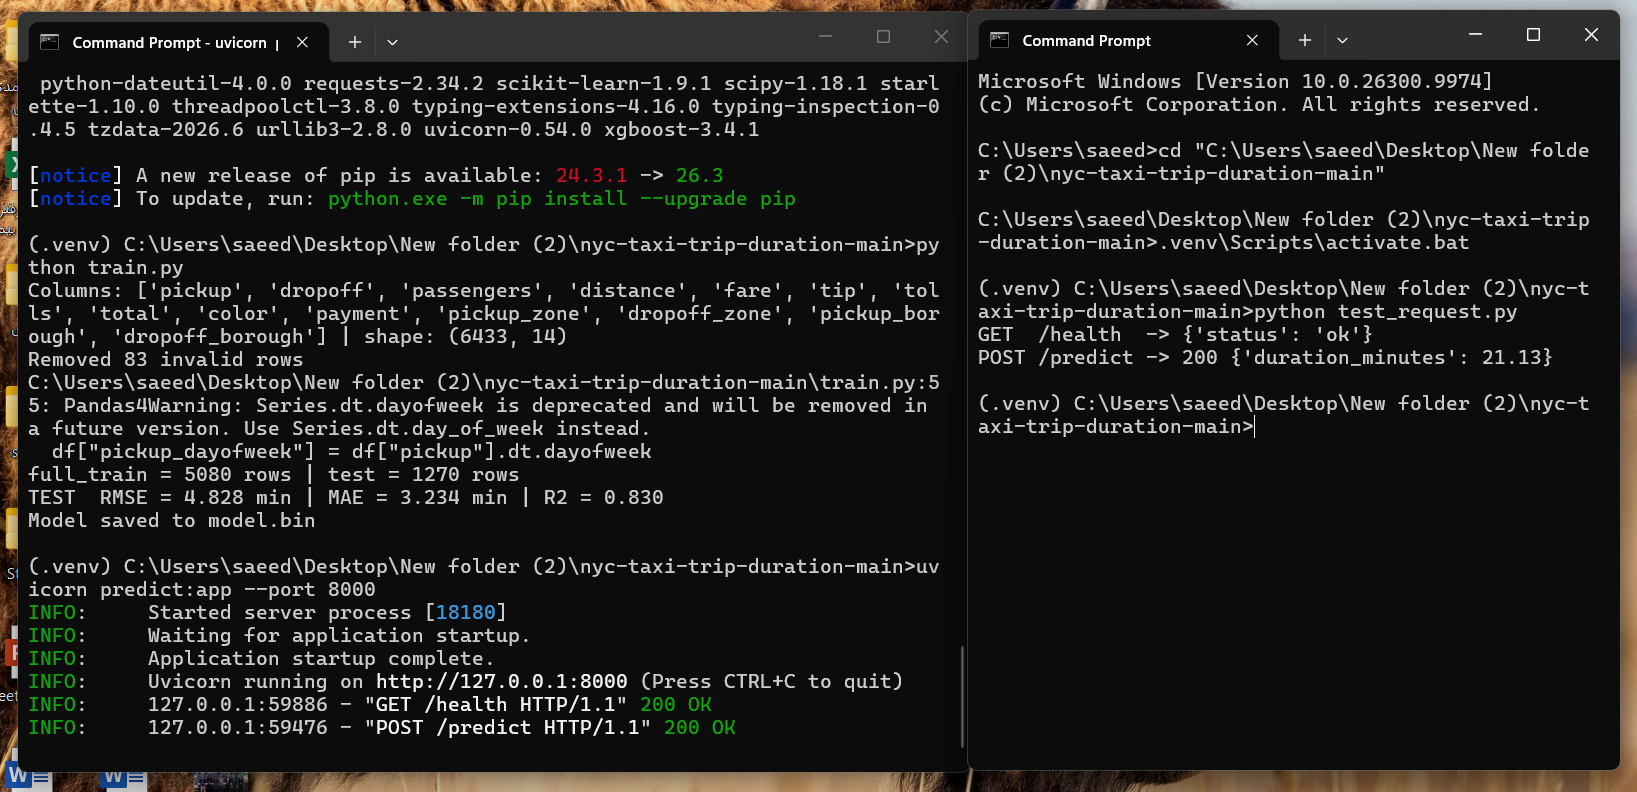 Command Prompt - uvicorn p
python-dateutil-4.0.0 requests-2.34.2 scikit-learn-1.9.1 scipy-1.18.1 starl
ette-1.10.0 threadpoolctl-3.8.0 typing-extensions-4.16.0 typing-inspection-0
.4.5 tzdata-2026.6 urllib3-2.8.0 uvicorn-0.54.0 xgboost-3.4.1
[notice] A new release of pip is available: 24.3.1 -> 26.3
[notice] To update, run: python.exe -m pip install --upgrade pip
(.venv) C:\Users\saeed\Desktop\New folder (2)\nyc-taxi-trip-duration-main>py
thon train.py
Columns: ['pickup', 'dropoff', 'passengers', 'distance', 'fare', 'tip', 'tol
ls', 'total', 'color', 'payment', 'pickup_zone', 'dropoff_zone', 'pickup_bor
ough', 'dropoff_borough'] | shape: (6433, 14)
Removed 83 invalid rows
C:\Users\saeed\Desktop\New folder (2)\nyc-taxi-trip-duration-main\train.py:5
5: Pandas4Warning: Series.dt.dayofweek is deprecated and will be removed in
a future version. Use Series.dt.day_of_week instead.
df["pickup_dayofweek"] = df["pickup"].dt.dayofweek
full_train = 5080 rows | test = 1270 rows
TEST  RMSE = 4.828 min | MAE = 3.234 min | R2 = 0.830
Model saved to model.bin
(.venv) C:\Users\saeed\Desktop\New folder (2)\nyc-taxi-trip-duration-main>uv
icorn predict:app --port 8000
INFO:     Started server process [18180]
INFO:     Waiting for application startup.
INFO:     Application startup complete.
INFO:     Uvicorn running on http://127.0.0.1:8000 (Press CTRL+C to quit)
INFO:     127.0.0.1:59886 - "GET /health HTTP/1.1" 200 OK
INFO:     127.0.0.1:59476 - "POST /predict HTTP/1.1" 200 OK
Command Prompt
Microsoft Windows [Version 10.0.26300.9974]
(c) Microsoft Corporation. All rights reserved.
C:\Users\saeed>cd "C:\Users\saeed\Desktop\New folde
r (2)\nyc-taxi-trip-duration-main"
C:\Users\saeed\Desktop\New folder (2)\nyc-taxi-trip
-duration-main>.venv\Scripts\activate.bat
(.venv) C:\Users\saeed\Desktop\New folder (2)\nyc-t
axi-trip-duration-main>python test_request.py
GET  /health  -> {'status': 'ok'}
POST /predict -> 200 {'duration_minutes': 21.13}
(.venv) C:\Users\saeed\Desktop\New folder (2)\nyc-t
axi-trip-duration-main>